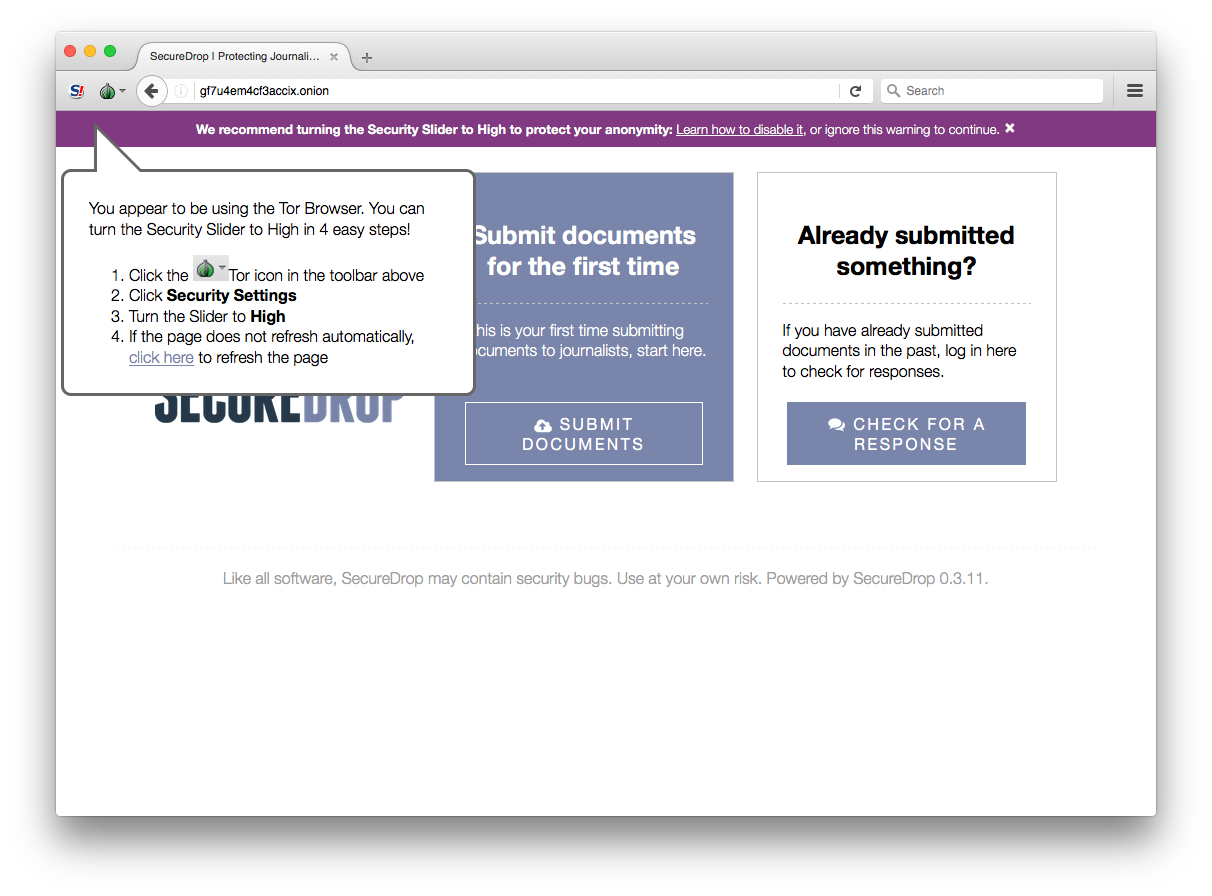 SecureDrop | Protecting Journali...
gf7u4em4cf3accix.onion
Search
We recommend turning the Security Slider to High to protect your anonymity: Learn how to disable it, or ignore this warning to continue.
You appear to be using the Tor Browser. You can
turn the Security Slider to High in 4 easy steps!
1. Click the Tor icon in the toolbar above
2. Click Security Settings
3. Turn the Slider to High
4. If the page does not refresh automatically,
click here to refresh the page
SECUREDROP
Submit documents
for the first time
his is your first time submitting
ocuments to journalists, start here.
SUBMIT
DOCUMENTS
Already submitted
something?
If you have already submitted
documents in the past, log in here
to check for responses.
CHECK FOR A
RESPONSE
Like all software, SecureDrop may contain security bugs. Use at your own risk. Powered by SecureDrop 0.3.11.